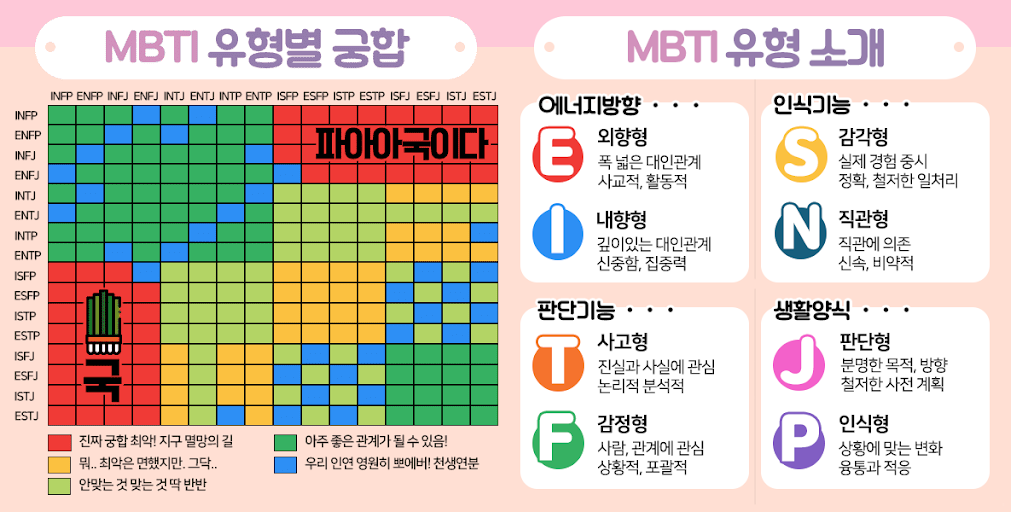 MBTI 유형별 궁합
INFP ENFP INFJ ENFJ INTJ ENTJ INTP ENTP ISFP ESFP ISTP ESTP ISFJ ESFJ ISTJ ESTJ
INFP
ENFP
INFJ
ENFJ
INTJ
ENTJ
INTP
ENTP
ISFP
ESFP
ISTP
ESTP
ISFJ
ESFJ
ISTJ
ESTJ
파아아국이다
파국
진짜 궁합 최악! 지구 멸망의 길
뭐.. 최악은 면했지만. 그닥..
안맞는 것 맞는 것 딱 반반
아주 좋은 관계가 될 수 있음!
우리 인연 영원히 뽀에버! 천생연분
MBTI 유형 소개
에너지방향 · · ·
E
외향형
폭 넓은 대인관계
사교적, 활동적
I
내향형
깊이있는 대인관계
신중함, 집중력
인식기능 · · ·
S
감각형
실제 경험 중시
정확, 철저한 일처리
N
직관형
직관에 의존
신속, 비약적
판단기능 · · ·
T
사고형
진실과 사실에 관심
논리적 분석적
F
감정형
사람, 관계에 관심
상황적, 포괄적
생활양식 · · ·
J
판단형
분명한 목적, 방향
철저한 사전 계획
P
인식형
상황에 맞는 변화
융통과 적응